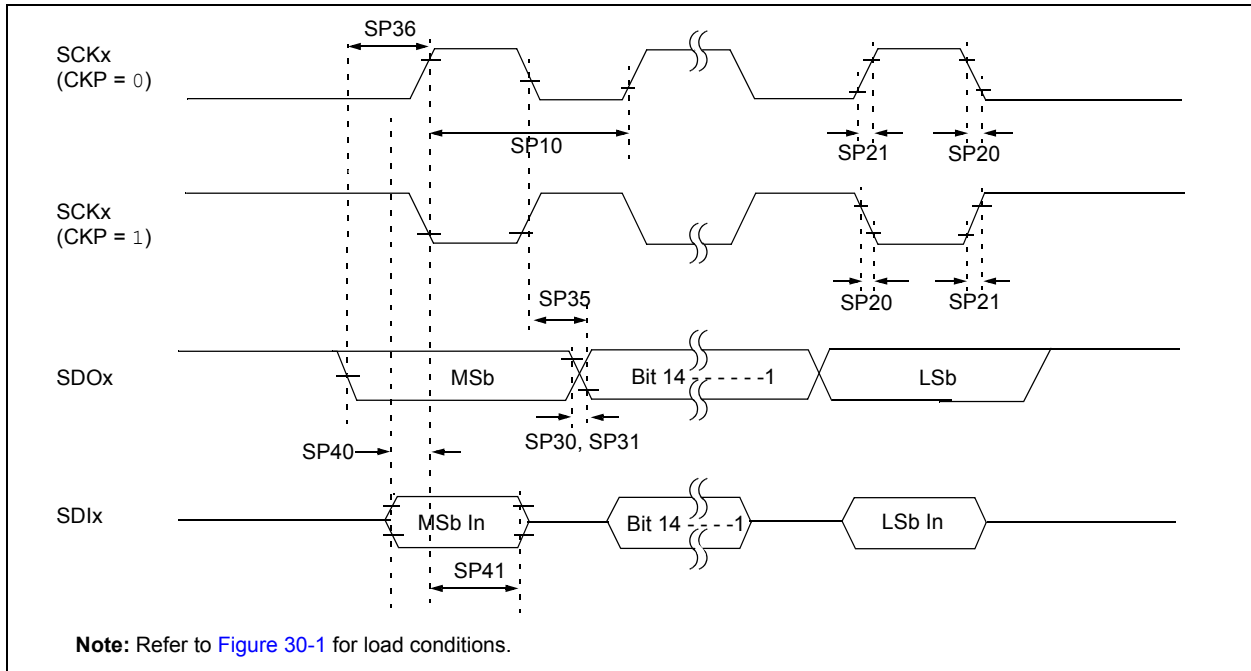 SP36
SCKx
(CKP = 0)
SP10
SP21
SP20
SCKx
(CKP = 1)
SP35
SP20
SP21
SDOx
MSb
Bit 14 - - - - - -1
LSb
SP30, SP31
SP40
SDIx
MSb In
Bit 14 - - - -1
LSb In
SP41
Note: Refer to Figure 30-1 for load conditions.